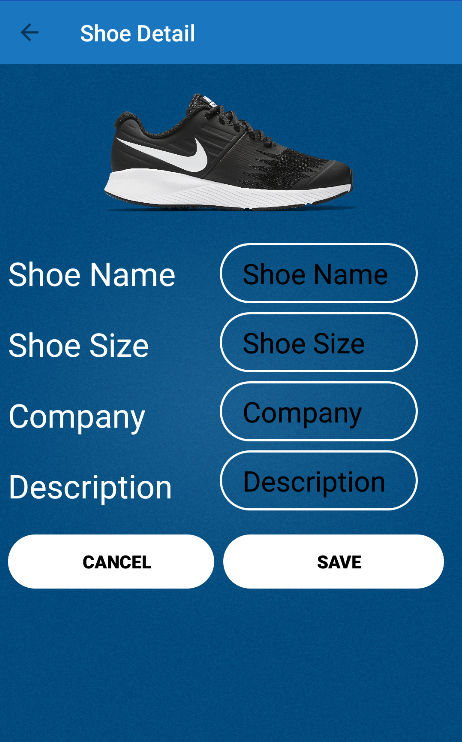 Shoe Detail
Shoe Name Shoe Name
Shoe Size Shoe Size
Company Company
Description Description
CANCEL SAVE